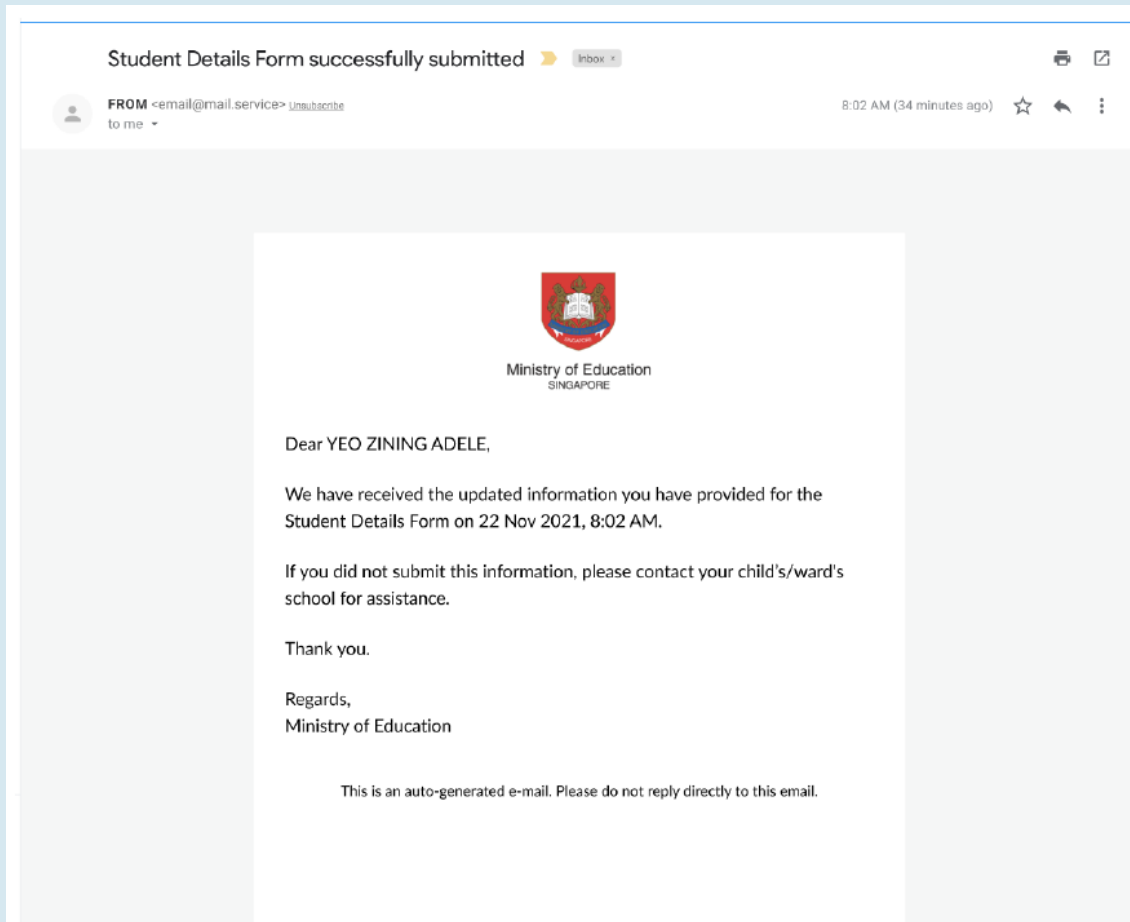 Student Details Form successfully submitted
Inbox ×
FROM <email@mail.service> Unsubscribe
8:02 AM (34 minutes ago)
to me
SINGAPORE
Ministry of Education
SINGAPORE
Dear YEO ZINING ADELE,
We have received the updated information you have provided for the
Student Details Form on 22 Nov 2021, 8:02 AM.
If you did not submit this information, please contact your child's/ward's
school for assistance.
Thank you.
Regards,
Ministry of Education
This is an auto-generated e-mail. Please do not reply directly to this email.